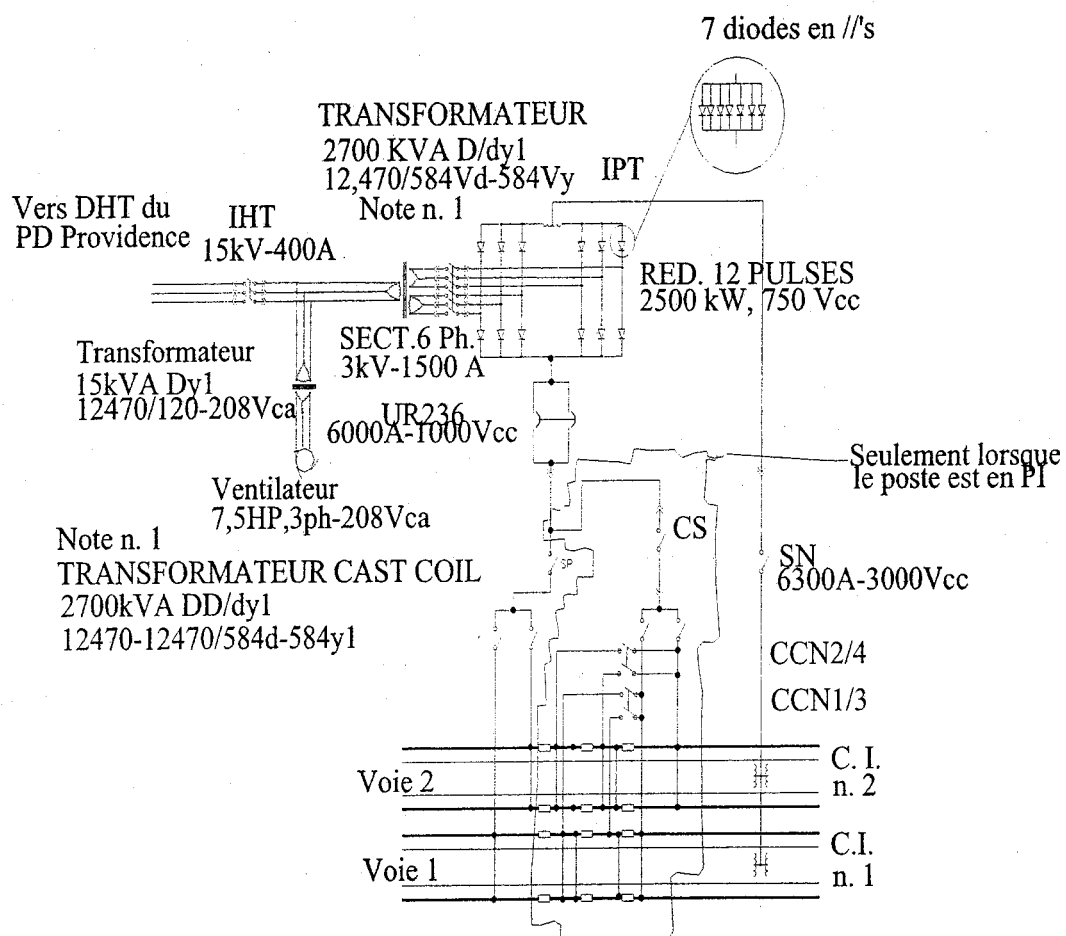 7 diodes en //'s
TRANSFORMATEUR
2700 KVA D/dy1
12,470/584Vd-584Vy
Note n. 1
IPT
Vers DHT du
PD Providence
IHT
15kV-400A
RED. 12 PULSES
2500 kW, 750 Vcc
SECT.6 Ph.
3kV-1500 A
Transformateur
15kVA Dy1
12470/120-208Vca
UR236
6000A-1000Vcc
Seulement lorsque
le poste est en PI
Ventilateur
7,5HP,3ph-208Vca
CS
SP
SN
6300A-3000Vcc
Note n. 1
TRANSFORMATEUR CAST COIL
2700kVA DD/dy1
12470-12470/584d-584y1
CCN2/4
CCN1/3
Voie 2
C. I.
n. 2
Voie 1
C.I.
n. 1